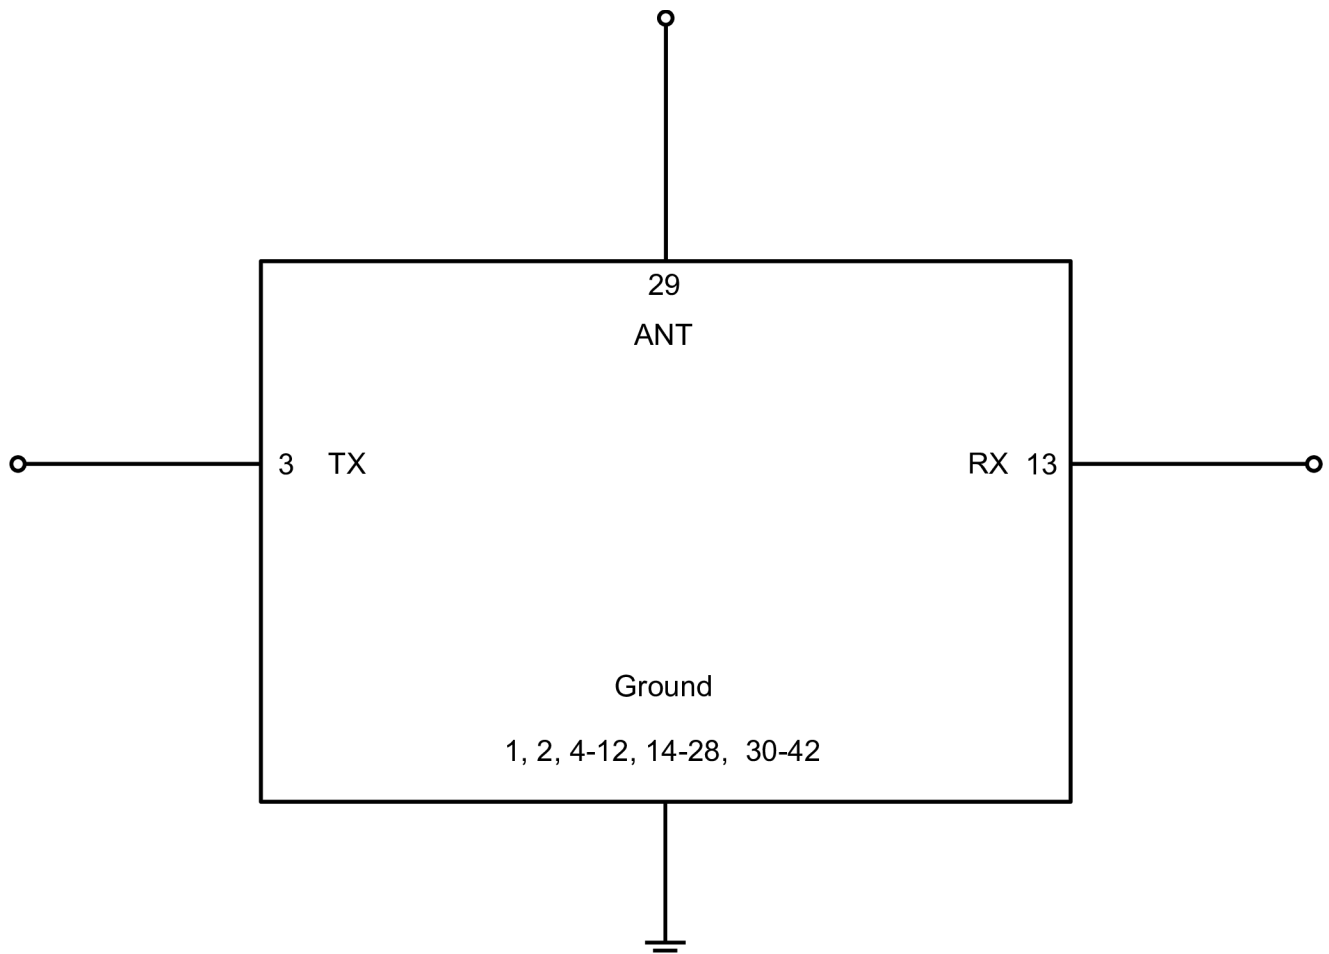 29
ANT
3 TX
RX 13
Ground
1, 2, 4-12, 14-28, 30-42